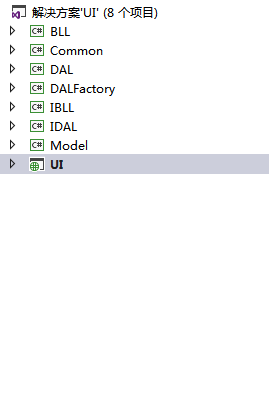 解决方案'UI' (8 个项目)
C# BLL
C# Common
C# DAL
C# DALFactory
C# IBLL
C# IDAL
C# Model
UI